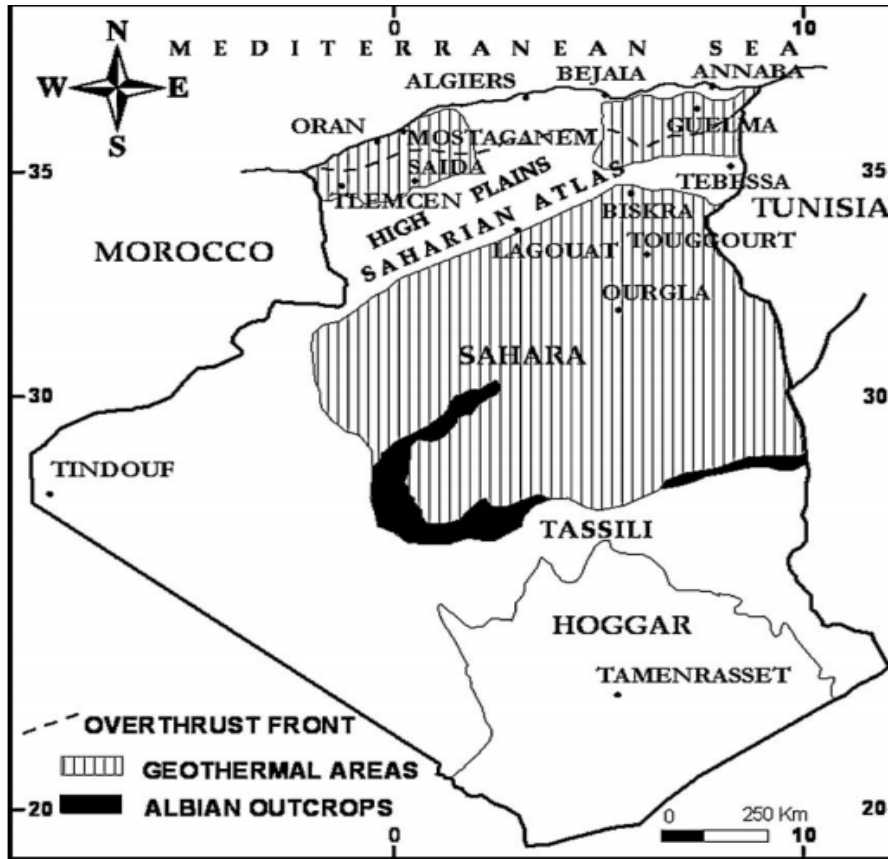 0
10
N
W E
S
MEDITERRANEAN SEA
ALGIERS
BEJAIA
ANNABA
ORAN
MOSTAGANEM
GUELMA
35
35
SAIDA
TLEMCEN
HIGH PLAINS
SAHARIAN ATLAS
TEBESSA
BISKRA
TUNISIA
MOROCCO
LAGOUAT
TOUGGOURT
OURGLA
SAHARA
30
30
TINDOUF
TASSILI
HOGGAR
TAMENRASSET
OVERTHRUST FRONT
GEOTHERMAL AREAS
ALBIAN OUTCROPS
20
20
0 250 Km
0
10